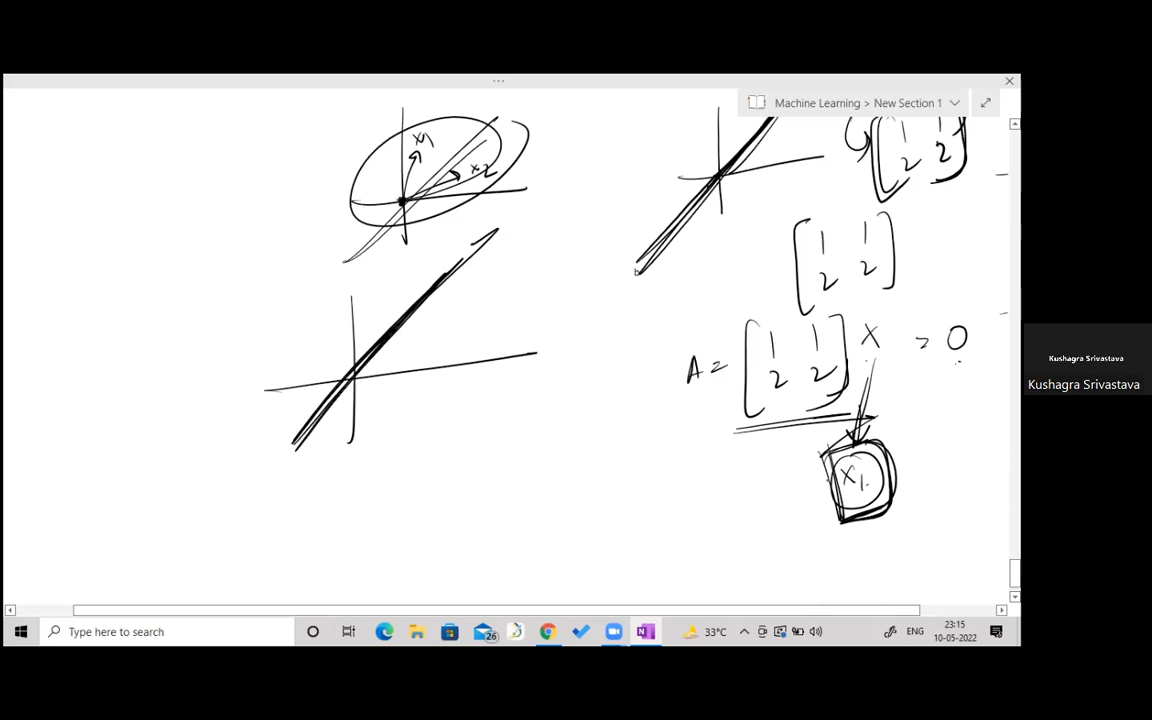 Machine Learning > New Section 1
x1
x2
1 1
2 2
1 1
2 2
A = [ 1 1
2 2 ] X = 0
x1
Kushagra Srivastava
Kushagra Srivastava
Type here to search
26
33°C
ENG
23:15
10-05-2022